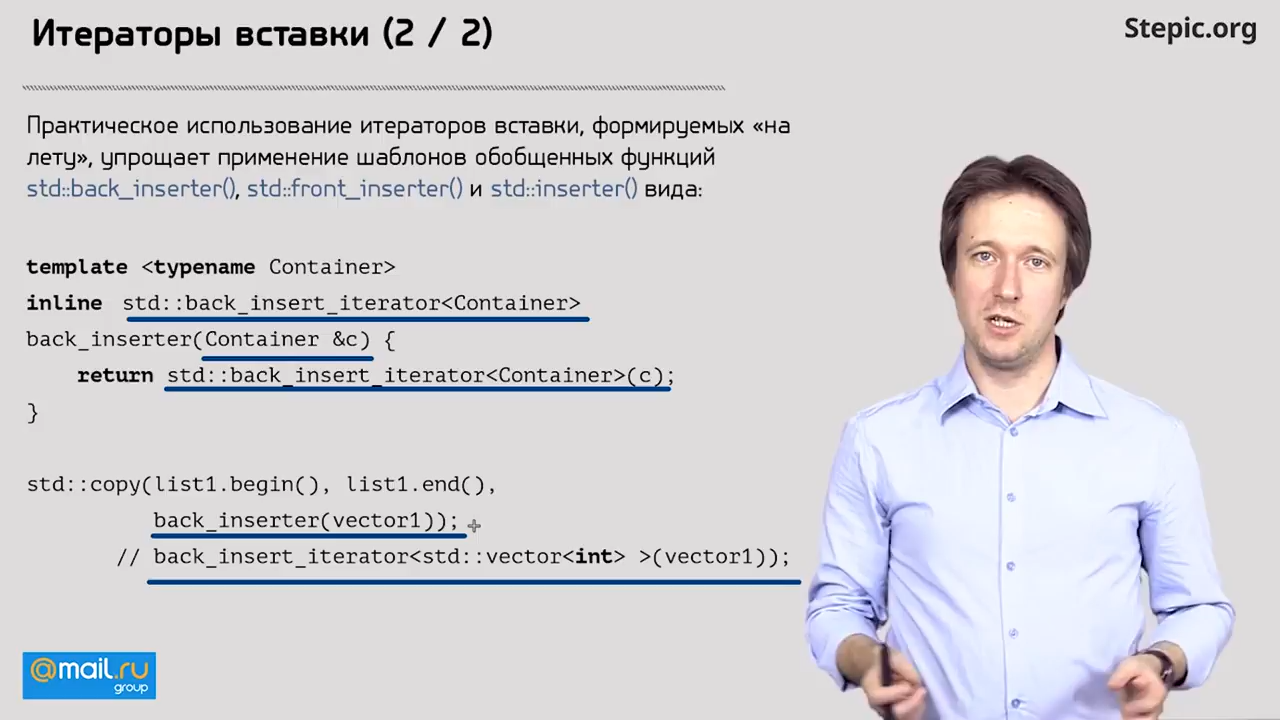 Итераторы вставки (2 / 2)
Stepic.org
Практическое использование итераторов вставки, формируемых «на
лету», упрощает применение шаблонов обобщенных функций
std::back_inserter(), std::front_inserter() и std::inserter() вида:
template <typename Container>
inline std::back_insert_iterator<Container>
back_inserter(Container &c) {
return std::back_insert_iterator<Container>(c);
}
std::copy(list1.begin(), list1.end(),
back_inserter(vector1));
// back_insert_iterator<std::vector<int> >(vector1));
@mail.ru
group